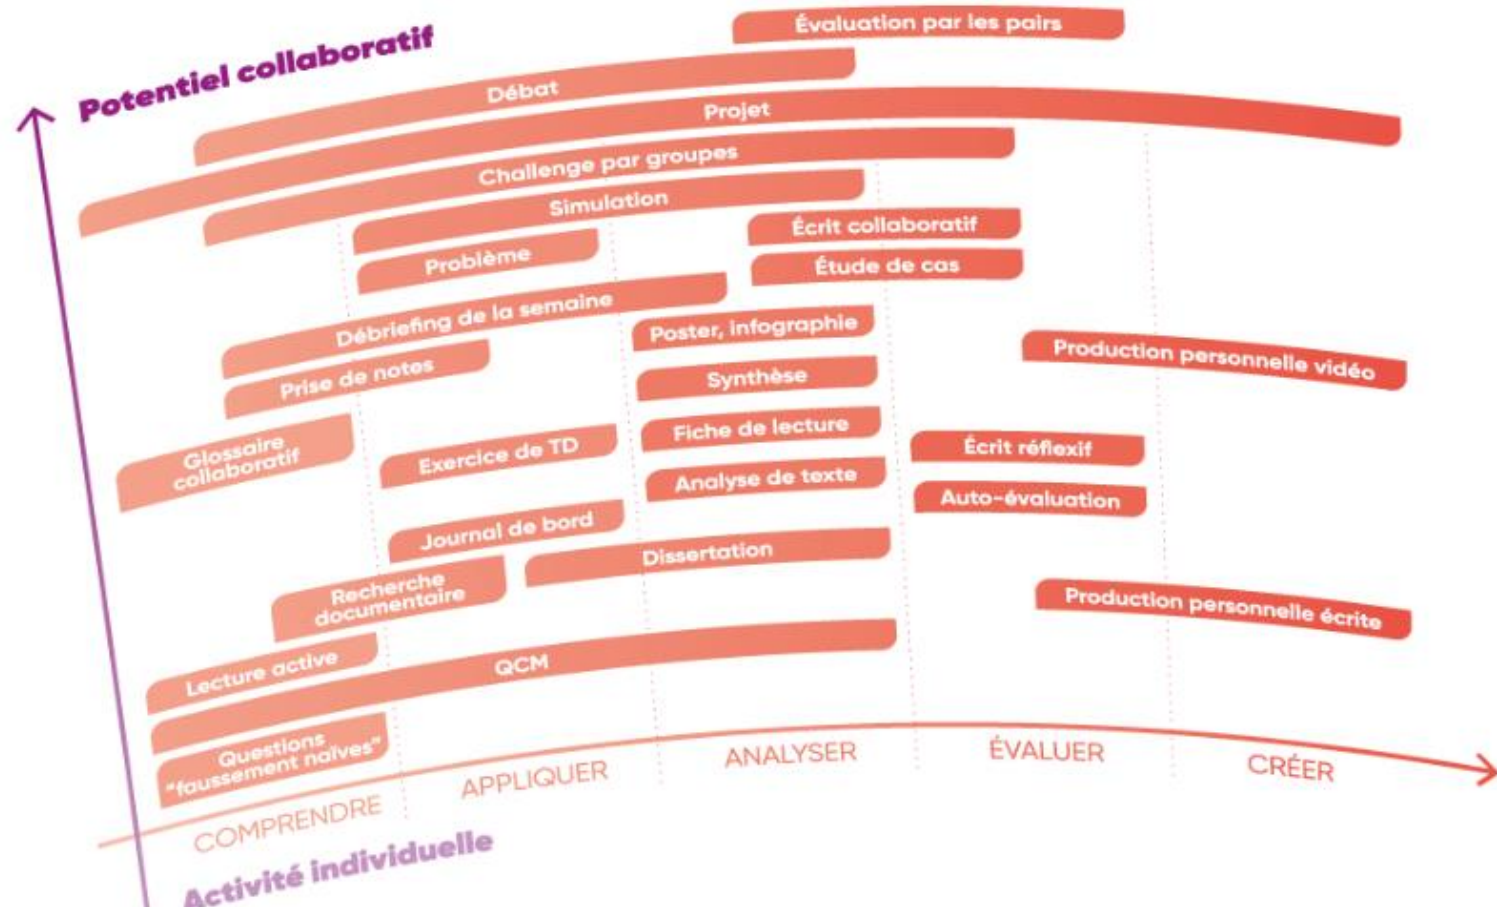 Potentiel collaboratif
Évaluation par les pairs
Débat
Projet
Challenge par groupes
Simulation
Écrit collaboratif
Problème
Étude de cas
Débriefing de la semaine
Poster, infographie
Production personnelle vidéo
Prise de notes
Synthèse
Glossaire
collaboratif
Exercice de TD
Fiche de lecture
Écrit réflexif
Analyse de texte
Auto-évaluation
Journal de bord
Dissertation
Recherche
documentaire
Production personnelle écrite
Lecture active
QCM
Questions
"faussement naïves"
COMPRENDRE
APPLIQUER
ANALYSER
ÉVALUER
CRÉER
Activité individuelle